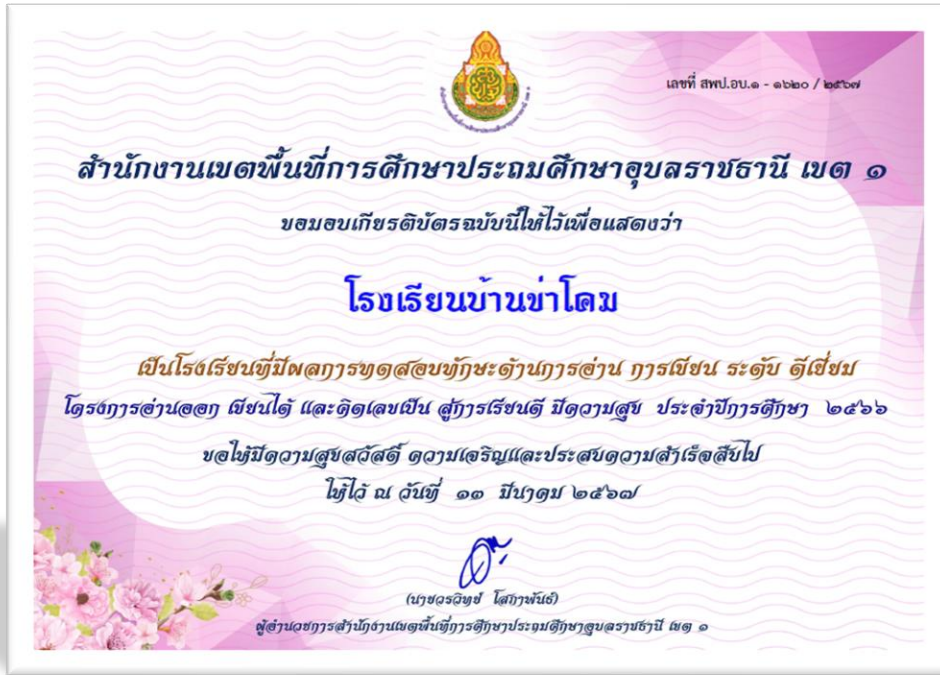 เลขที่ สพป.อบ.๑ - ๑๖๒๐ / ๒๕๖๗
สำนักงานเขตพื้นที่การศึกษาประถมศึกษาอุบลราชธานี เขต ๑
ขอมอบเกียรติบัตรฉบับนี้ให้ไว้เพื่อแสดงว่า
โรงเรียนบ้านข่าโคม
เป็นโรงเรียนที่มีผลการทดสอบทักษะด้านการอ่าน การเขียน ระดับ ดีเยี่ยม
โครงการอ่านออก เขียนได้ และคิดเลขเป็น สู่การเรียนดี มีความสุข ประจำปีการศึกษา ๒๕๖๖
ขอให้มีความสุขสวัสดิ์ ความเจริญและประสบความสำเร็จสืบไป
ให้ไว้ ณ วันที่ ๑๓ มีนาคม ๒๕๖๗
(นายวรวิทย์ โสภาพันธ์)
ผู้อำนวยการสำนักงานเขตพื้นที่การศึกษาประถมศึกษาอุบลราชธานี เขต ๑